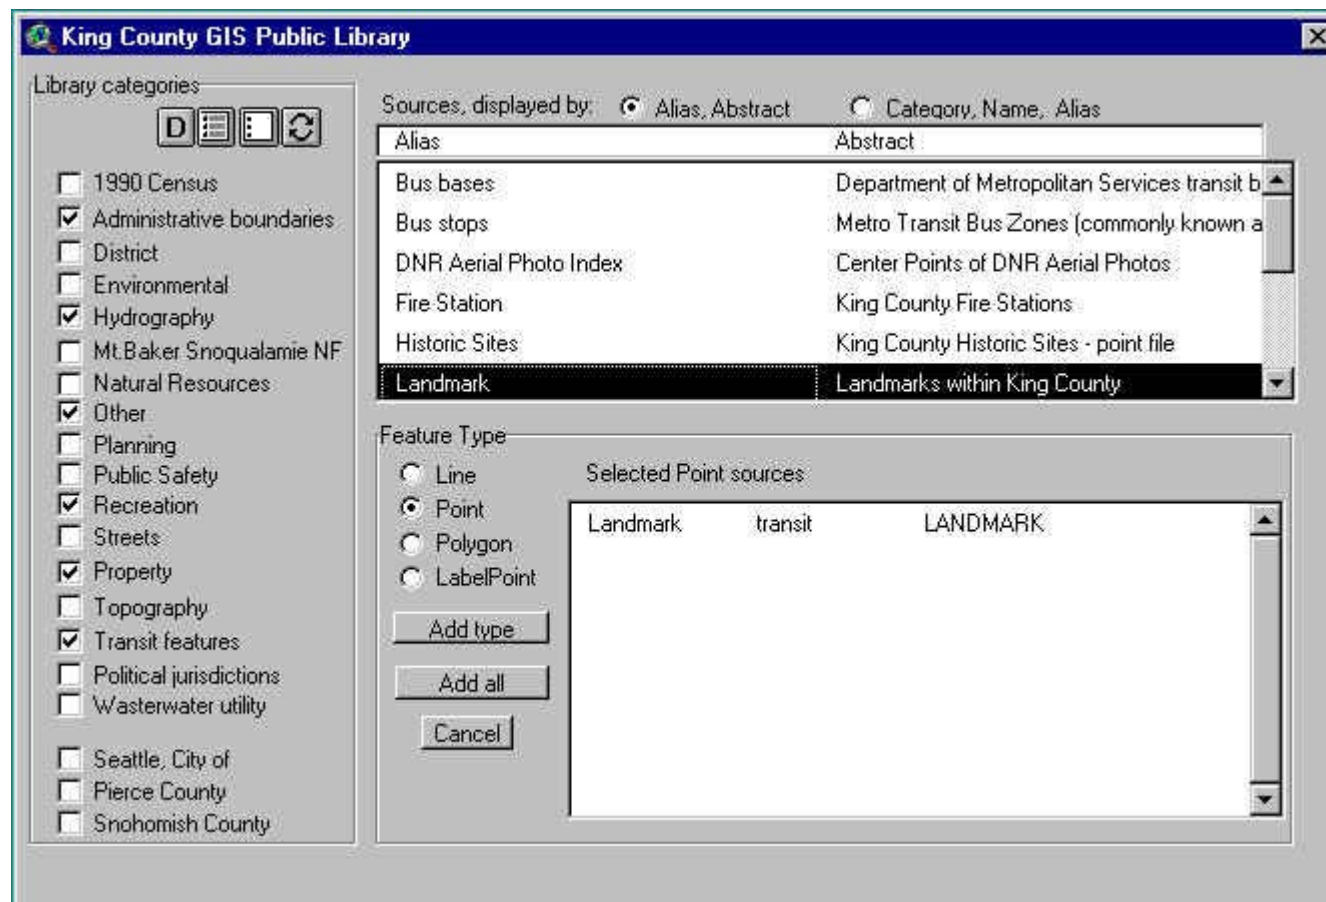 King County GIS Public Library
Library categories
D
1990 Census
Administrative boundaries
District
Environmental
Hydrography
Mt.Baker Snoqualamie NF
Natural Resources
Other
Planning
Public Safety
Recreation
Streets
Property
Topography
Transit features
Political jurisdictions
Wasterwater utility
Seattle, City of
Pierce County
Snohomish County
Sources, displayed by: Alias, Abstract Category, Name, Alias
Alias Abstract
Bus bases Department of Metropolitan Services transit b
Bus stops Metro Transit Bus Zones (commonly known a
DNR Aerial Photo Index Center Points of DNR Aerial Photos
Fire Station King County Fire Stations
Historic Sites King County Historic Sites - point file
Landmark Landmarks within King County
Feature Type
Line
Point
Polygon
LabelPoint
Add type
Add all
Cancel
Selected Point sources
Landmark transit LANDMARK